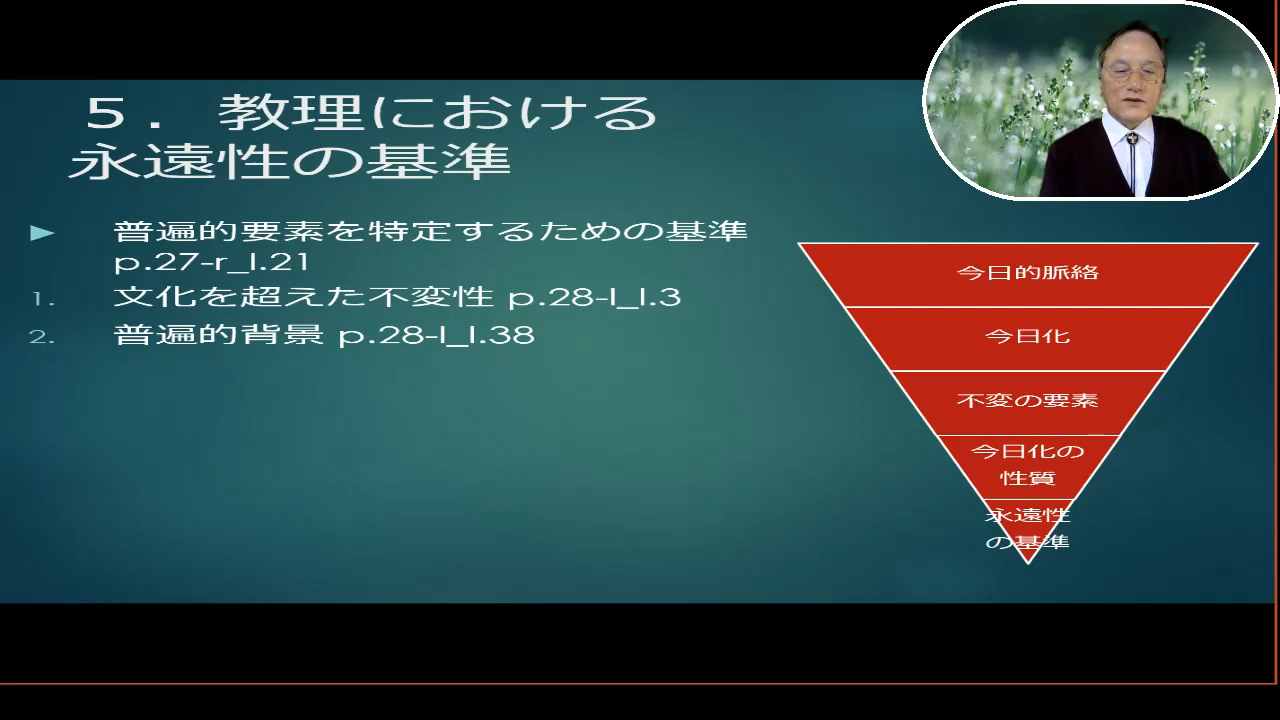 ５． 教理における
永遠性の基準
► 普遍的要素を特定するための基準
p.27-r_l.21
1. 文化を超えた不変性 p.28-l_l.3
2. 普遍的背景 p.28-l_l.38
今日的脈絡
今日化
不変の要素
今日化の
性質
永遠性
の基準